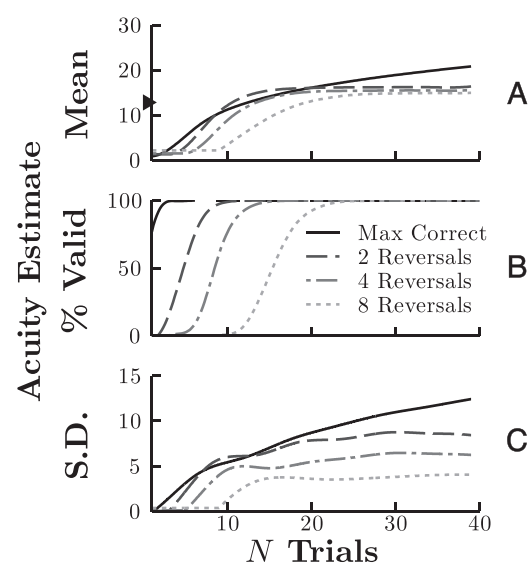 Acuity Estimate
Mean
30
20
10
0
A
% Valid
100
50
0
Max Correct
2 Reversals
4 Reversals
8 Reversals
B
S.D.
15
10
5
0
C
10 20 30 40
N Trials